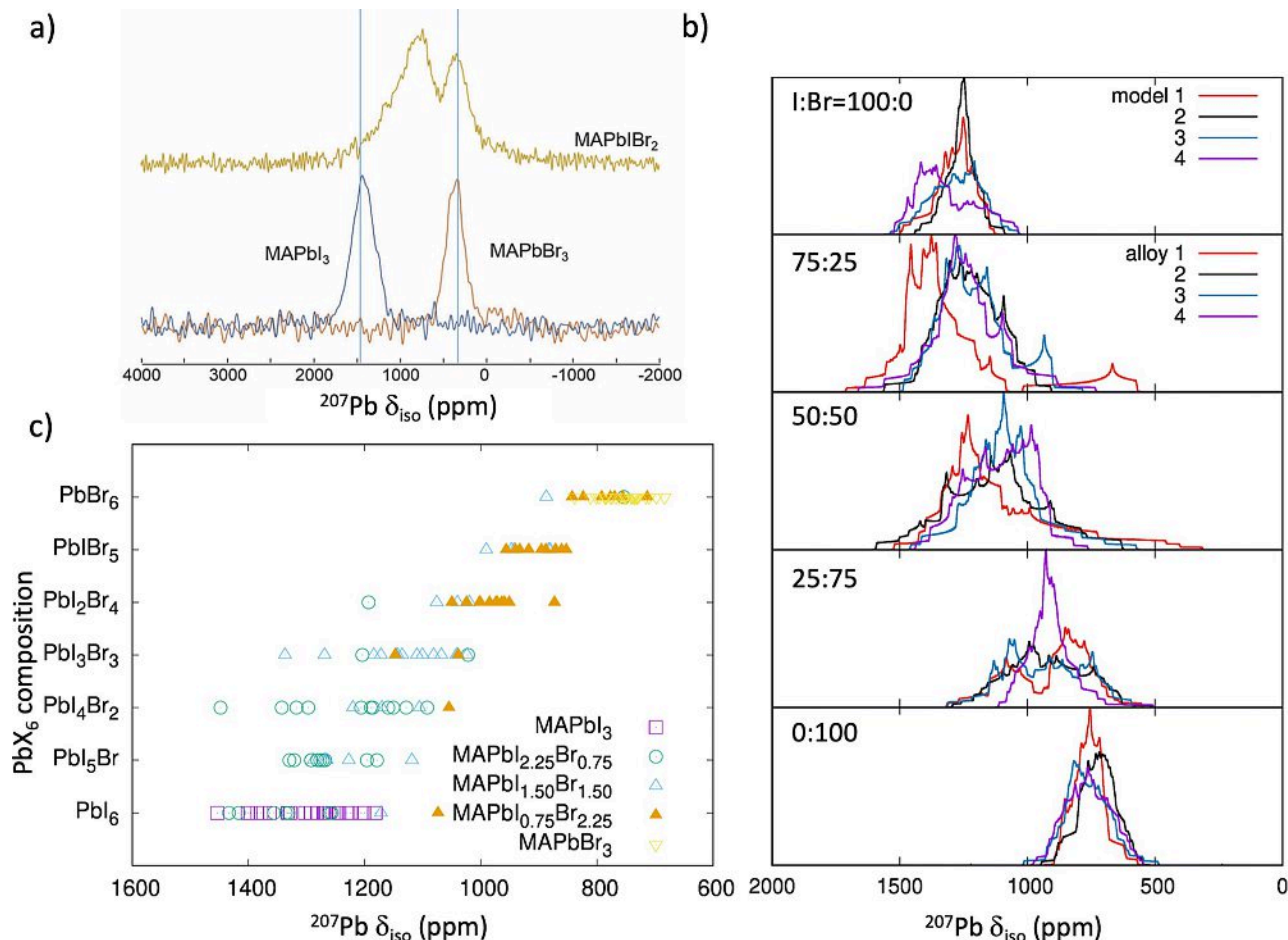 a)
MAPbIBr2
MAPbI3
MAPbBr3
4000 3000 2000 1000 0 -1000 -2000
207Pb δiso (ppm)
b)
I:Br=100:0
model 1
2
3
4
75:25
alloy 1
2
3
4
50:50
25:75
0:100
2000 1500 1000 500 0
207Pb δiso (ppm)
c)
PbX6 composition
PbBr6
PbIBr5
PbI2Br4
PbI3Br3
PbI4Br2
PbI5Br
PbI6
MAPbI3
MAPbI2.25Br0.75
MAPbI1.50Br1.50
MAPbI0.75Br2.25
MAPbBr3
1600 1400 1200 1000 800 600
207Pb δiso (ppm)